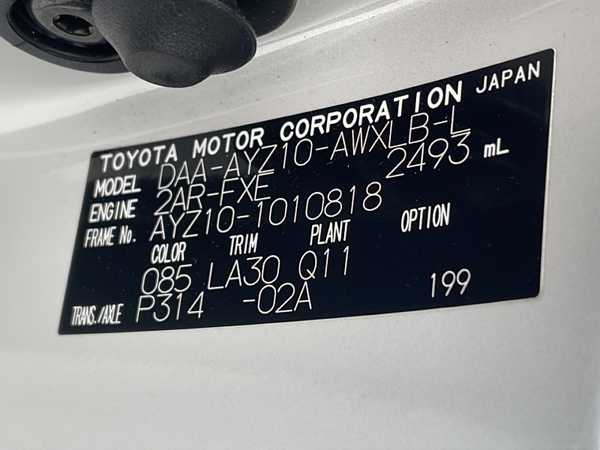 TOYOTA MOTOR CORPORATION JAPAN
MODEL DAA-AYZ10-AWXLB-L
ENGINE 2AR-FXE 2493 mL
FRAME No. AYZ10-1010818
COLOR TRIM PLANT OPTION
085 LA30 Q11
TRANS./AXLE P314 -02A 199